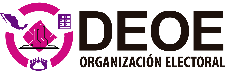 DEOE
ORGANIZACIÓN ELECTORAL